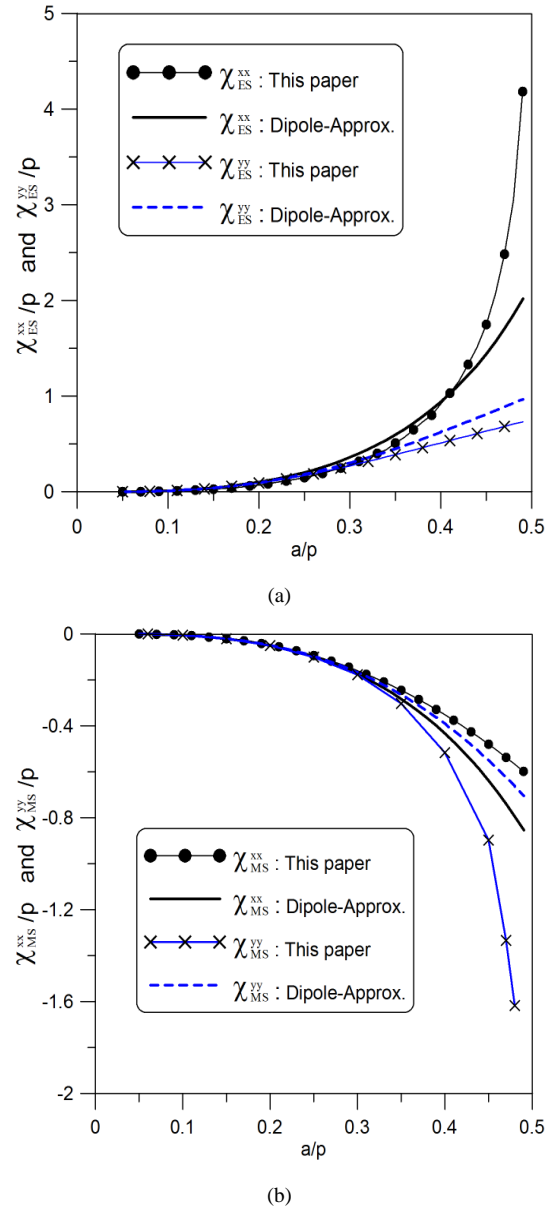 5
4
3
2
1
0
χ_ES^xx/p and χ_ES^yy/p
χ_ES^xx : This paper
χ_ES^xx : Dipole-Approx.
χ_ES^yy : This paper
χ_ES^yy : Dipole-Approx.
0 0.1 0.2 0.3 0.4 0.5
a/p
(a)
0
-0.4
-0.8
-1.2
-1.6
-2
χ_MS^xx/p and χ_MS^yy/p
χ_MS^xx : This paper
χ_MS^xx : Dipole-Approx.
χ_MS^yy : This paper
χ_MS^yy : Dipole-Approx.
0 0.1 0.2 0.3 0.4 0.5
a/p
(b)